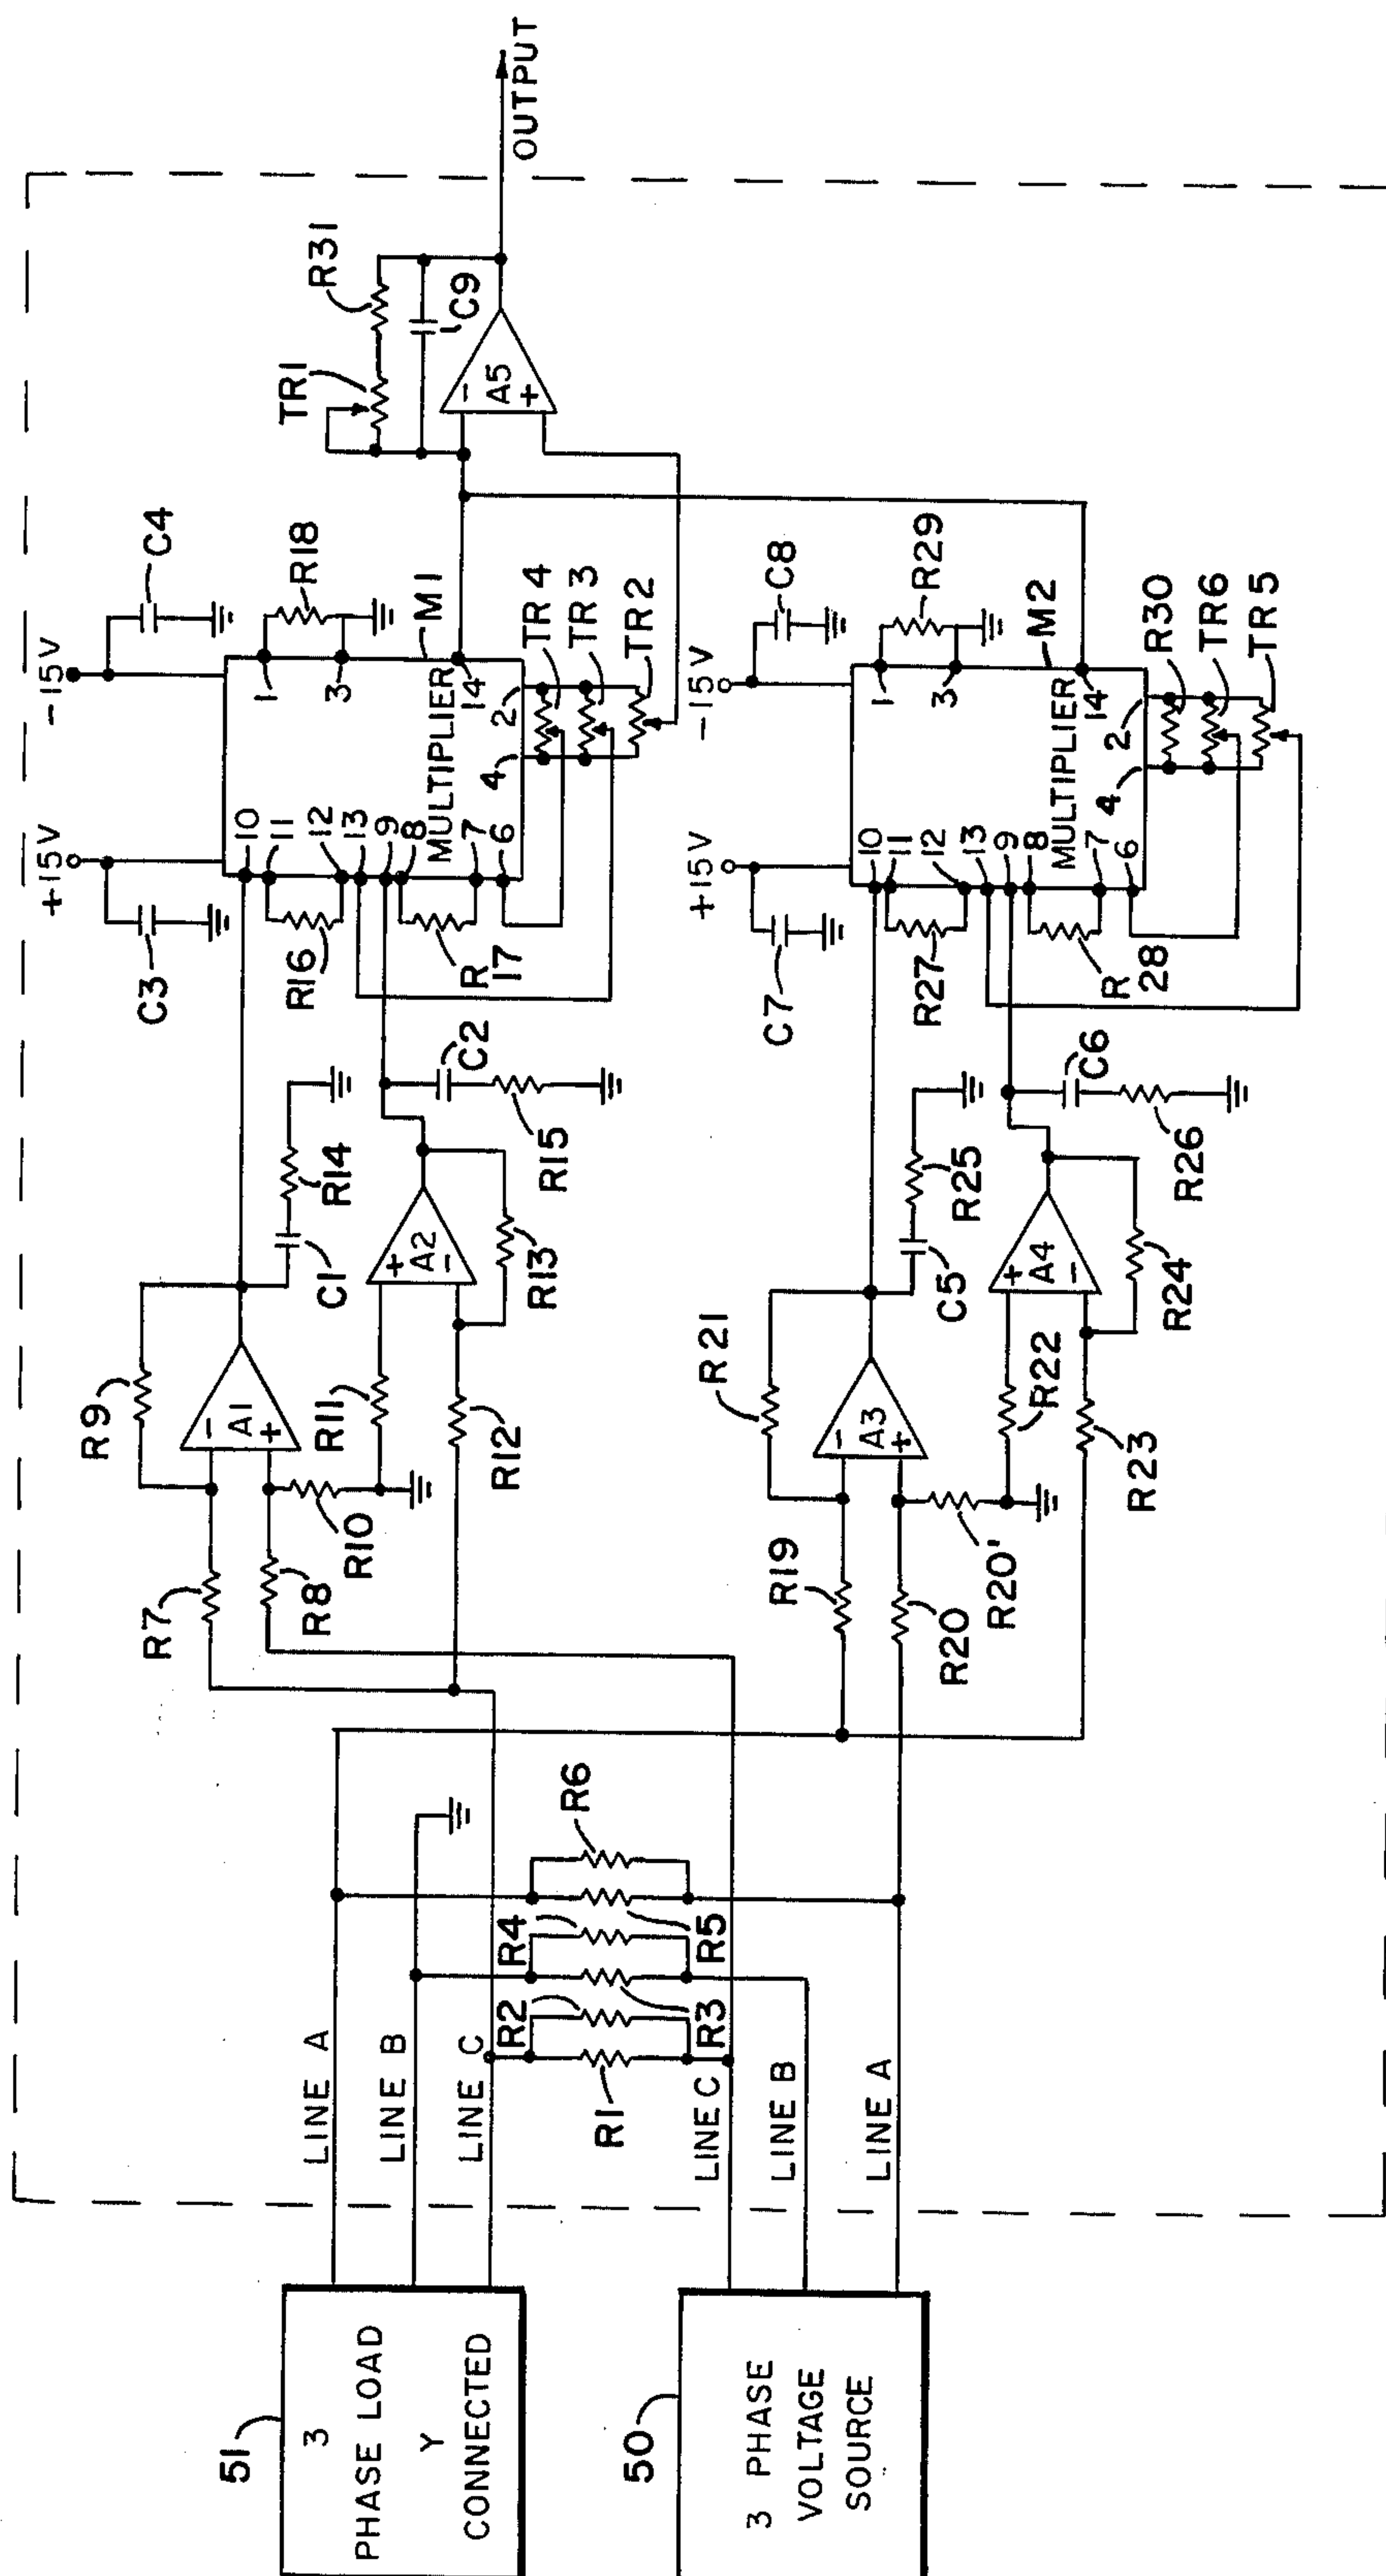 51
3
PHASE LOAD
Y
CONNECTED
50
3 PHASE
VOLTAGE
SOURCE
LINE A
LINE B
LINE C
LINE C
LINE B
LINE A
R1
R2
R3
R4
R5
R6
R7
R8
R9
R10
R11
R12
-
A1
+
+
A2
-
R13
C1
R14
C2
R15
R19
R20
R20'
R21
R22
R23
-
A3
+
+
A4
-
R24
C5
R25
C6
R26
C3
+15V
-15V
C4
R16
R
17
10
11
12
13
9
8
7
6
MULTIPLIER
1
3
14
4
2
R18
M1
TR4
TR3
TR2
C7
+15V
-15V
C8
R27
R
28
10
11
12
13
9
8
7
6
MULTIPLIER
1
3
14
4
2
R29
M2
R30
TR6
TR5
TR1
R31
C9
-
A5
+
OUTPUT